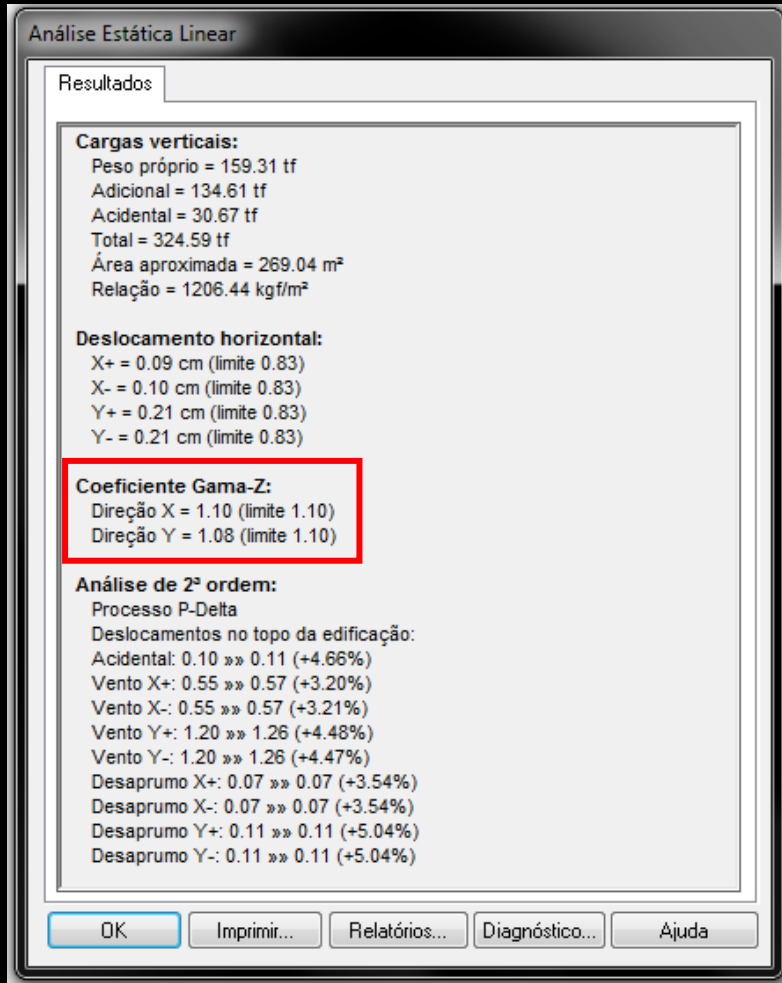 Análise Estática Linear
Resultados
Cargas verticais:
Peso próprio = 159.31 tf
Adicional = 134.61 tf
Acidental = 30.67 tf
Total = 324.59 tf
Área aproximada = 269.04 m²
Relação = 1206.44 kgf/m²
Deslocamento horizontal:
X+ = 0.09 cm (limite 0.83)
X- = 0.10 cm (limite 0.83)
Y+ = 0.21 cm (limite 0.83)
Y- = 0.21 cm (limite 0.83)
Coeficiente Gama-Z:
Direção X = 1.10 (limite 1.10)
Direção Y = 1.08 (limite 1.10)
Análise de 2ª ordem:
Processo P-Delta
Deslocamentos no topo da edificação:
Acidental: 0.10 »» 0.11 (+4.66%)
Vento X+: 0.55 »» 0.57 (+3.20%)
Vento X-: 0.55 »» 0.57 (+3.21%)
Vento Y+: 1.20 »» 1.26 (+4.48%)
Vento Y-: 1.20 »» 1.26 (+4.47%)
Desaprumo X+: 0.07 »» 0.07 (+3.54%)
Desaprumo X-: 0.07 »» 0.07 (+3.54%)
Desaprumo Y+: 0.11 »» 0.11 (+5.04%)
Desaprumo Y-: 0.11 »» 0.11 (+5.04%)
OK Imprimir... Relatórios... Diagnóstico... Ajuda